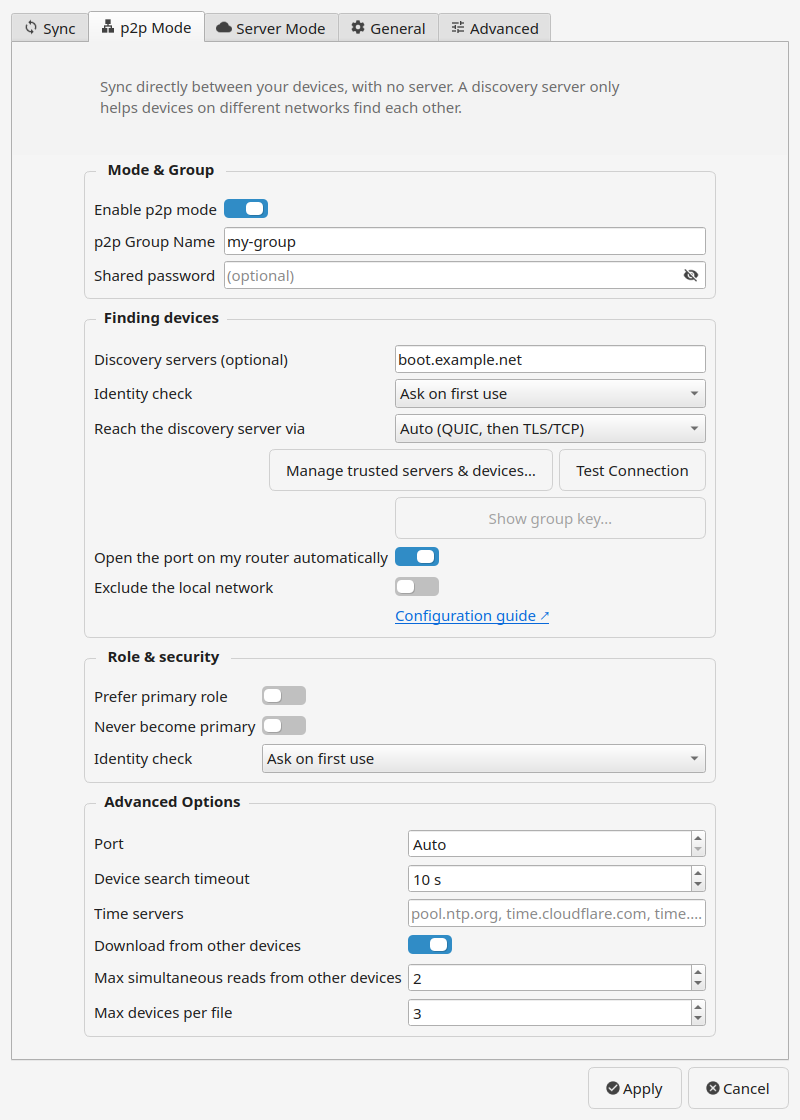 Sync
p2p Mode
Server Mode
General
Advanced
Sync directly between your devices, with no server. A discovery server only
helps devices on different networks find each other.
Mode & Group
Enable p2p mode
p2p Group Name my-group
Shared password (optional)
Finding devices
Discovery servers (optional) boot.example.net
Identity check Ask on first use
Reach the discovery server via Auto (QUIC, then TLS/TCP)
Manage trusted servers & devices... Test Connection
Show group key...
Open the port on my router automatically
Exclude the local network
Configuration guide ↗
Role & security
Prefer primary role
Never become primary
Identity check Ask on first use
Advanced Options
Port Auto
Device search timeout 10 s
Time servers pool.ntp.org, time.cloudflare.com, time....
Download from other devices
Max simultaneous reads from other devices 2
Max devices per file 3
Apply Cancel